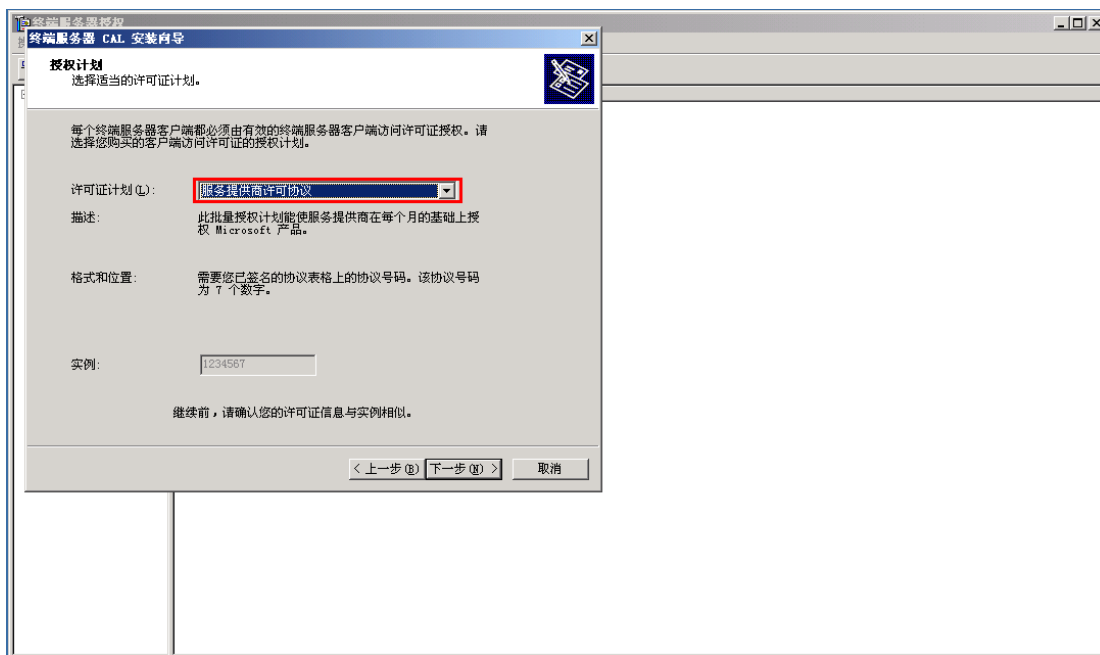 终端服务器授权
终端服务器 CAL 安装向导
授权计划
选择适当的许可证计划。
每个终端服务器客户端都必须由有效的终端服务器客户端访问许可证授权。请
选择您购买的客户端访问许可证的授权计划。
许可证计划(L):
服务提供商许可协议
描述:
此批量授权计划能使服务提供商在每个月的基础上授
权 Microsoft 产品。
格式和位置:
需要您已签名的协议表格上的协议号码。该协议号码
为 7 个数字。
实例:
1234567
继续前，请确认您的许可证信息与实例相似。
< 上一步(B)
下一步(N) >
取消